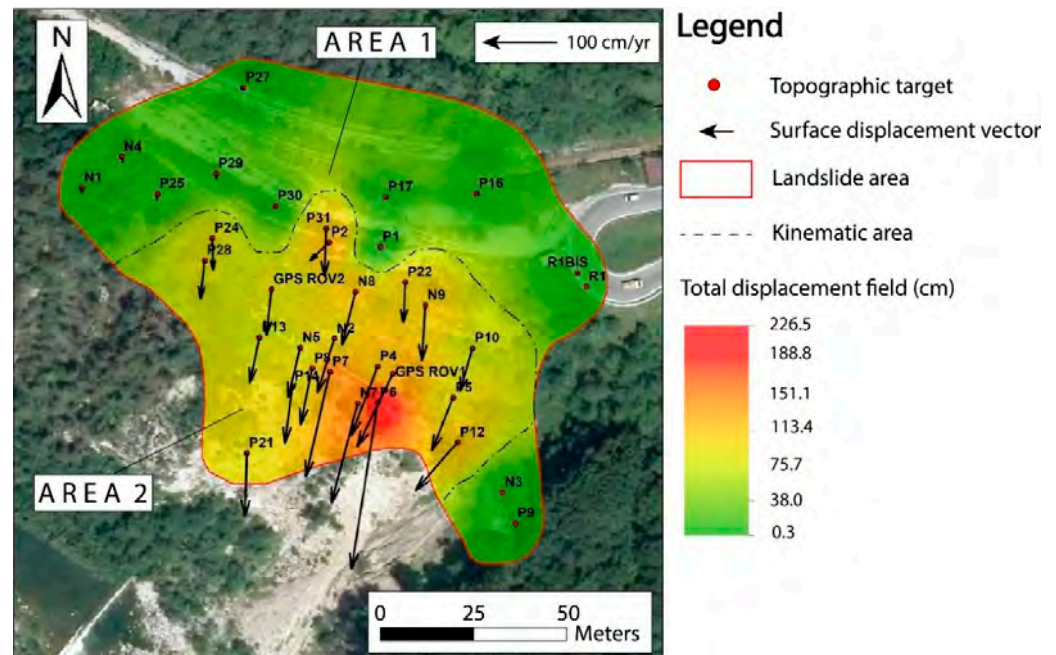 N
AREA 1
100 cm/yr
P27
N4
N1
P29
P25
P30
P17
P16
P31
P24
P2
P1
P28
R1BIS
R1
GPS ROV2
N8
P22
N9
N5
N2
P10
P8
P7
P4
GPS ROV1
P14
N7
P6
P12
P21
AREA 2
N3
P9
0 25 50
Meters
Legend
Topographic target
Surface displacement vector
Landslide area
Kinematic area
Total displacement field (cm)
226.5
188.8
151.1
113.4
75.7
38.0
0.3